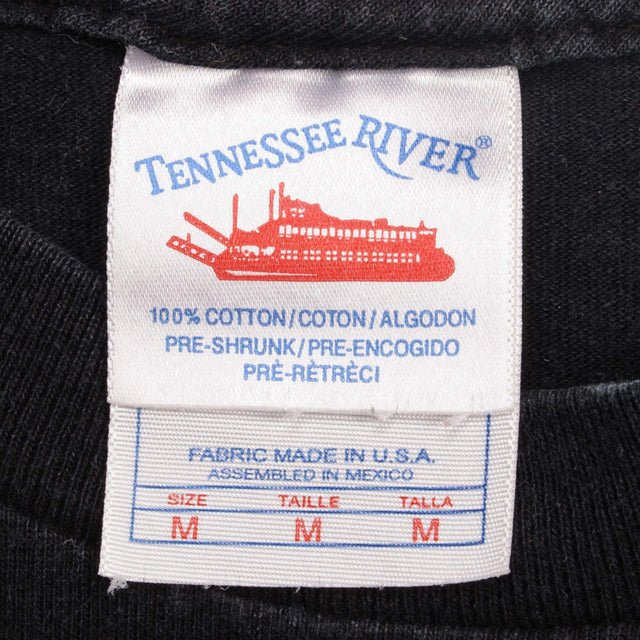 TENNESSEE RIVER®
100% COTTON/COTON/ALGODON
PRE-SHRUNK/PRE-ENCOGIDO
PRÈ-RÈTRÈCI
FABRIC MADE IN U.S.A.
ASSEMBLED IN MEXICO
SIZE TAILLE TALLA
M M M